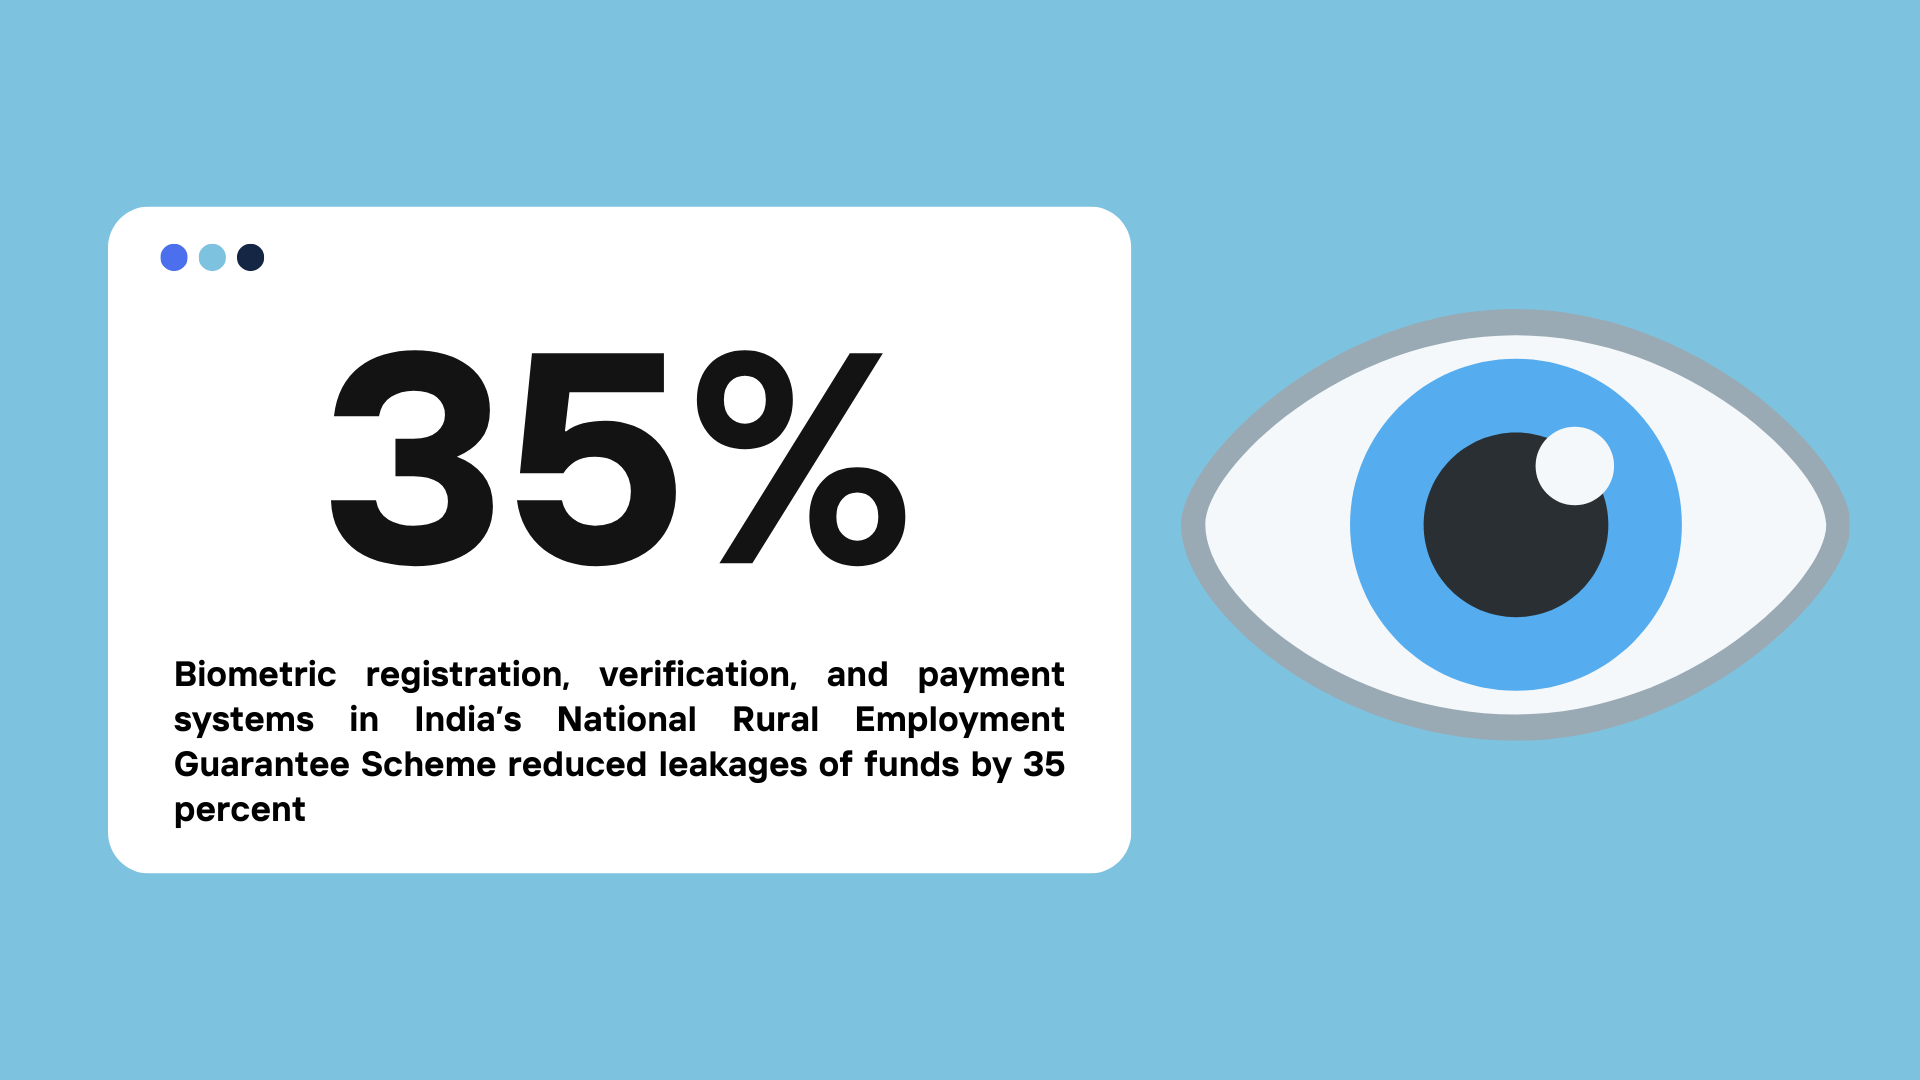 35%
Biometric registration, verification, and payment
systems in India’s National Rural Employment
Guarantee Scheme reduced leakages of funds by 35
percent